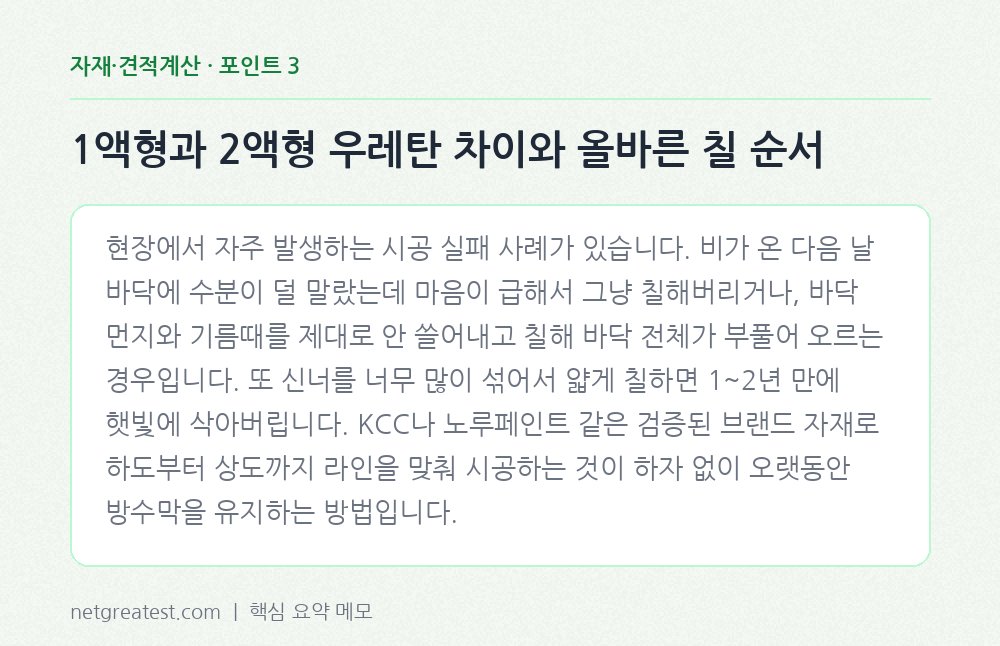 자재·견적계산 · 포인트 3
1액형과 2액형 우레탄 차이와 올바른 칠 순서
현장에서 자주 발생하는 시공 실패 사례가 있습니다. 비가 온 다음 날
바닥에 수분이 덜 말랐는데 마음이 급해서 그냥 칠해버리거나, 바닥
먼지와 기름때를 제대로 안 쓸어내고 칠해 바닥 전체가 부풀어 오르는
경우입니다. 또 신너를 너무 많이 섞어서 얇게 칠하면 1~2년 만에
햇빛에 삭아버립니다. KCC나 노루페인트 같은 검증된 브랜드 자재로
하도부터 상도까지 라인을 맞춰 시공하는 것이 하자 없이 오랫동안
방수막을 유지하는 방법입니다.
netgreatest.com | 핵심 요약 메모